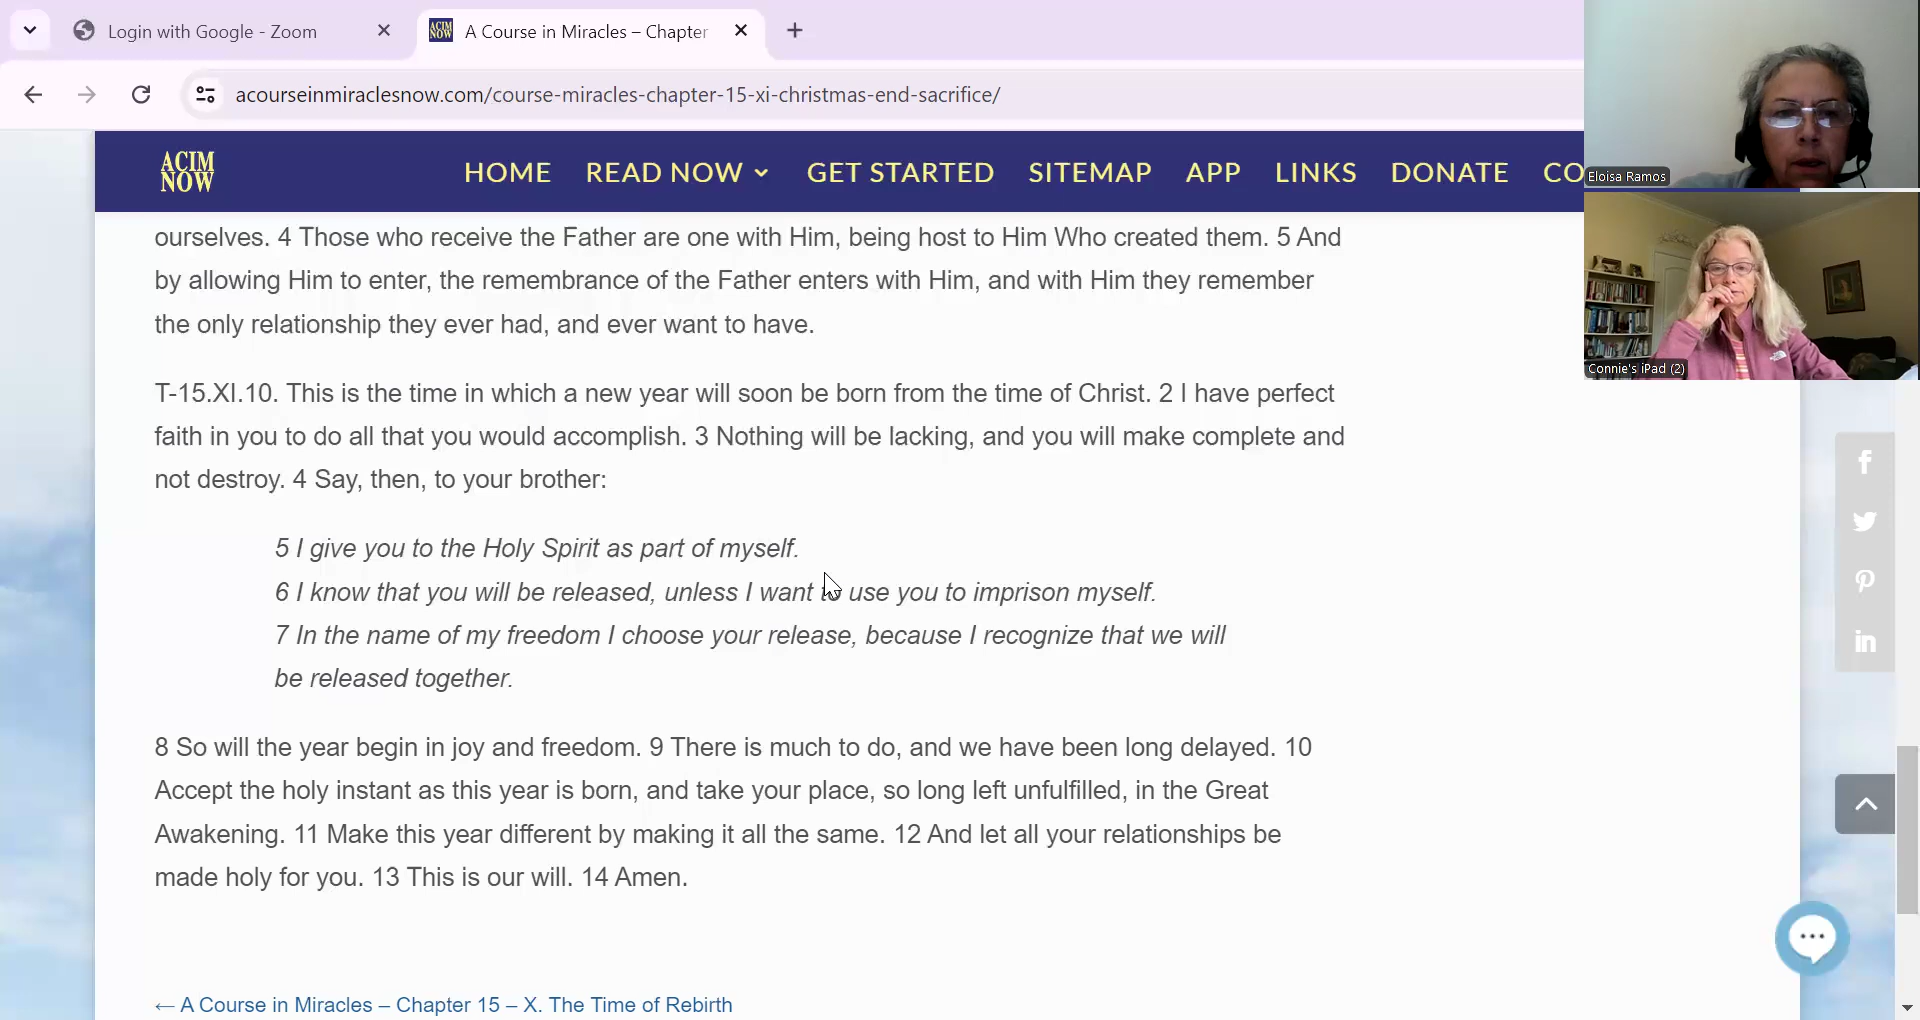 Login with Google - Zoom
A Course in Miracles – Chapter
acourseinmiraclesnow.com/course-miracles-chapter-15-xi-christmas-end-sacrifice/
ACIM
NOW
HOME READ NOW GET STARTED SITEMAP APP LINKS DONATE CO
Eloisa Ramos
Connie's iPad (2)
ourselves. 4 Those who receive the Father are one with Him, being host to Him Who created them. 5 And
by allowing Him to enter, the remembrance of the Father enters with Him, and with Him they remember
the only relationship they ever had, and ever want to have.
T-15.XI.10. This is the time in which a new year will soon be born from the time of Christ. 2 I have perfect
faith in you to do all that you would accomplish. 3 Nothing will be lacking, and you will make complete and
not destroy. 4 Say, then, to your brother:
5 I give you to the Holy Spirit as part of myself.
6 I know that you will be released, unless I want to use you to imprison myself.
7 In the name of my freedom I choose your release, because I recognize that we will
be released together.
8 So will the year begin in joy and freedom. 9 There is much to do, and we have been long delayed. 10
Accept the holy instant as this year is born, and take your place, so long left unfulfilled, in the Great
Awakening. 11 Make this year different by making it all the same. 12 And let all your relationships be
made holy for you. 13 This is our will. 14 Amen.
← A Course in Miracles – Chapter 15 – X. The Time of Rebirth